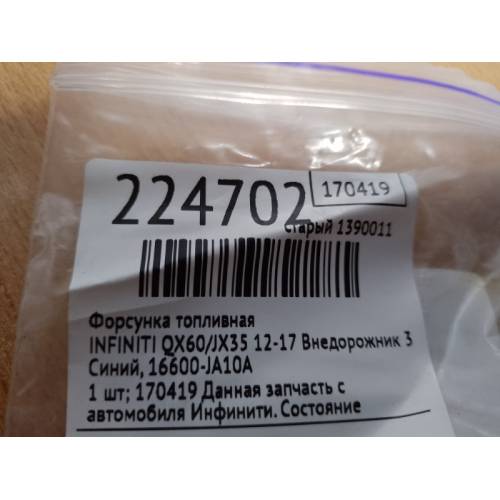 224702
170419
старый 1390011
Форсунка топливная
INFINITI QX60/JX35 12-17 Внедорожник 3
Синий, 16600-JA10A
1 шт; 170419 Данная запчасть с
автомобиля Инфинити. Состояние